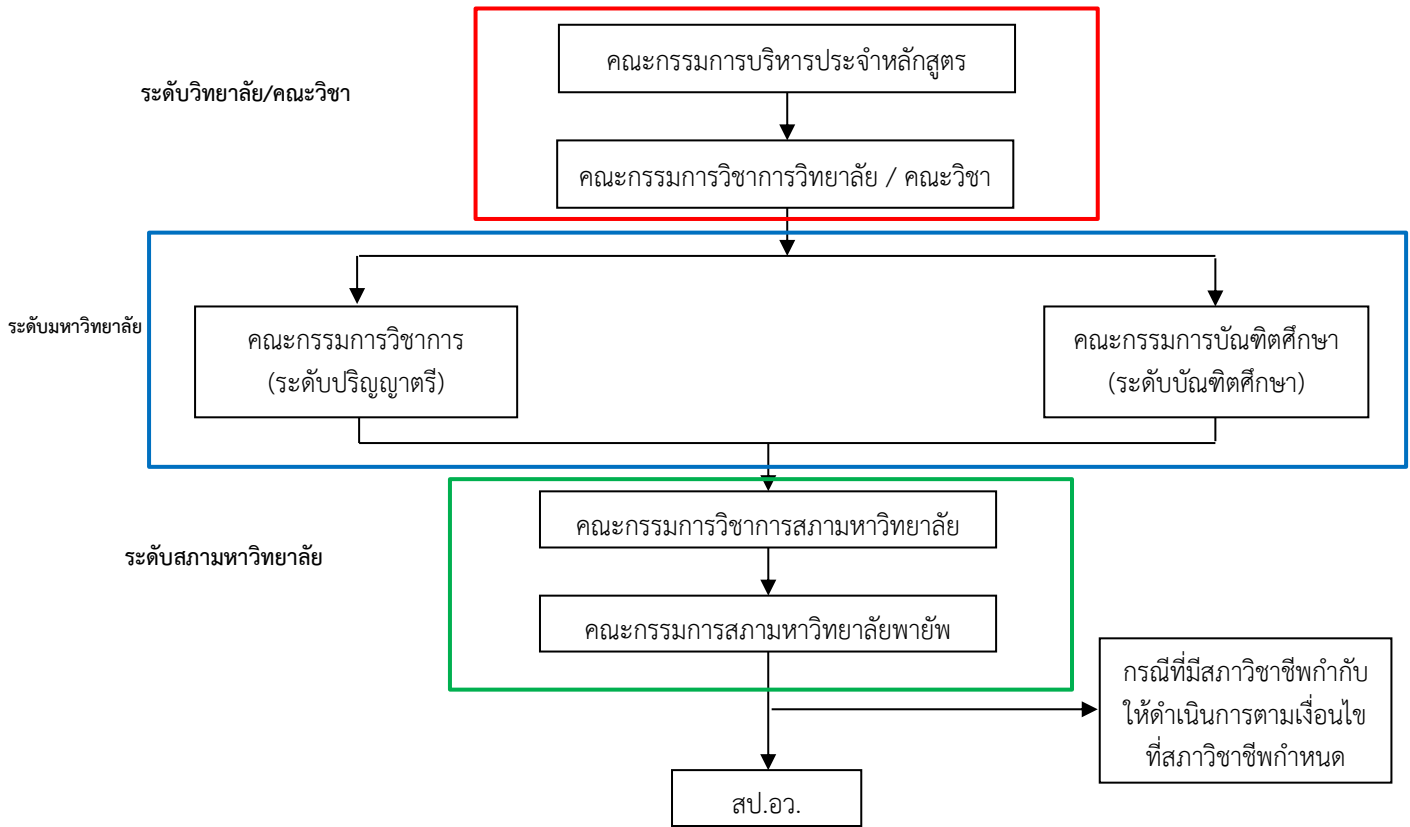 คณะกรรมการบริหารประจำหลักสูตร
ระดับวิทยาลัย/คณะวิชา
คณะกรรมการวิชาการวิทยาลัย / คณะวิชา
ระดับมหาวิทยาลัย
คณะกรรมการวิชาการ
(ระดับปริญญาตรี)
คณะกรรมการบัณฑิตศึกษา
(ระดับบัณฑิตศึกษา)
คณะกรรมการวิชาการสภามหาวิทยาลัย
ระดับสภามหาวิทยาลัย
คณะกรรมการสภามหาวิทยาลัยพายัพ
กรณีที่มีสภาวิชาชีพกำกับ
ให้ดำเนินการตามเงื่อนไข
ที่สภาวิชาชีพกำหนด
สป.อว.